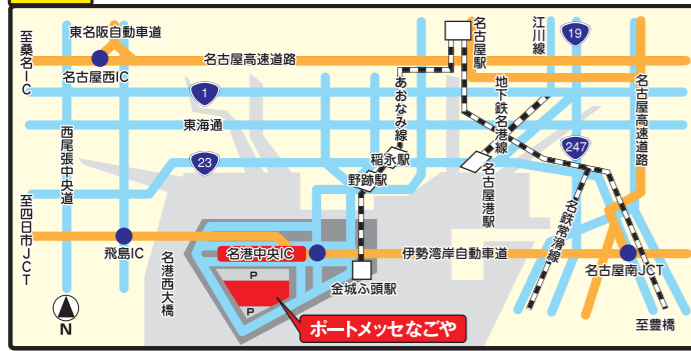 東名阪自動車道
名古屋西IC
至桑名IC
名古屋高速道路
名古屋駅
江川線
19
1
東海通
23
西尾張中央道
あおなみ線
地下鉄名港線
名古屋高速道路
稲永駅
野跡駅
名古屋港駅
247
名鉄常滑線
至四日市JCT
飛島IC
名港西大橋
名港中央IC
伊勢湾岸自動車道
名古屋南JCT
金城ふ頭駅
P
P
ポートメッセなごや
至豊橋
N